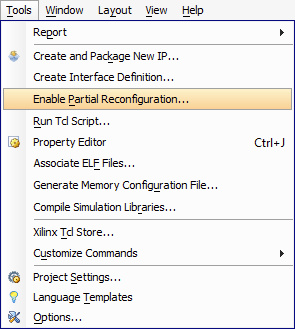 Tools Window Layout View Help
Report
Create and Package New IP...
Create Interface Definition...
Enable Partial Reconfiguration...
Run Tcl Script...
Property Editor Ctrl+J
Associate ELF Files...
Generate Memory Configuration File...
Compile Simulation Libraries...
Xilinx Tcl Store...
Customize Commands
Project Settings...
Language Templates
Options...